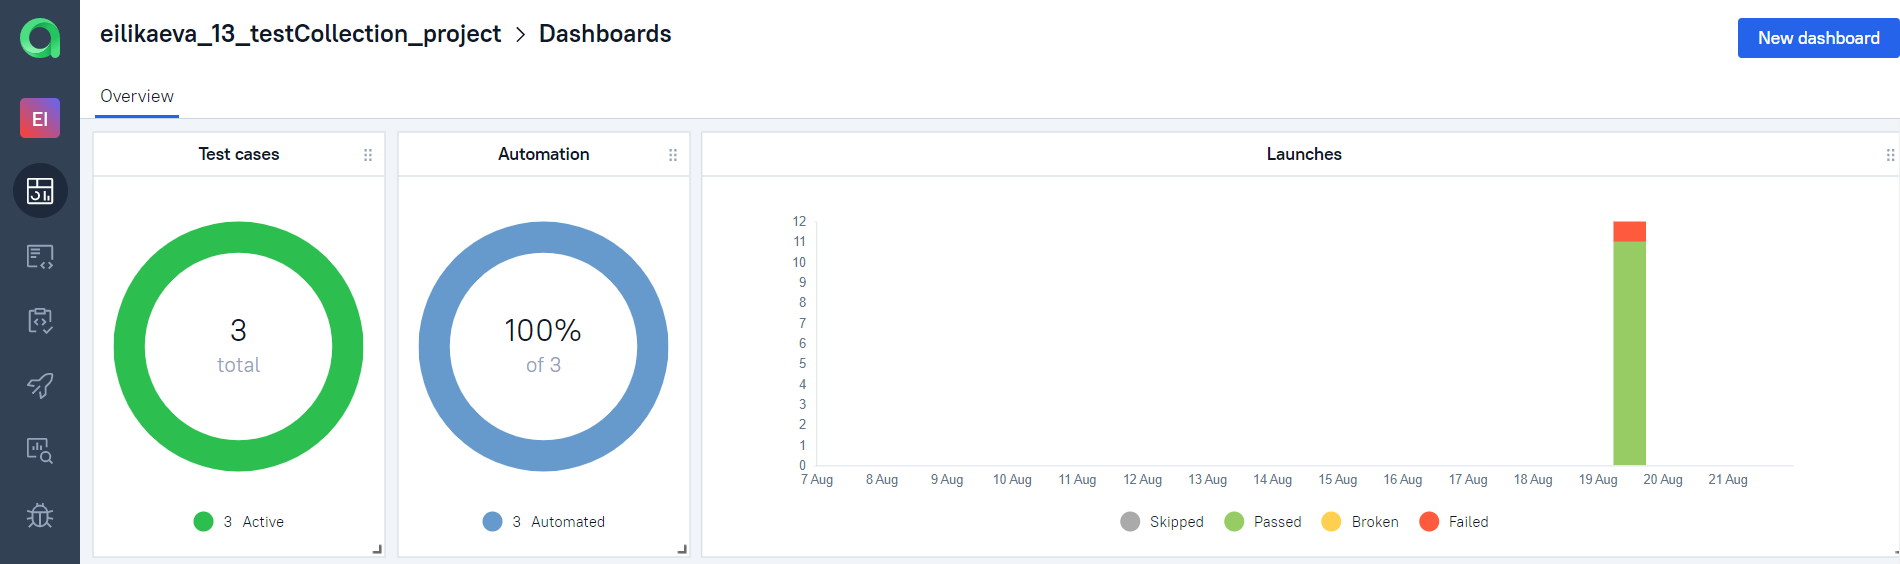 eilikaeva_13_testCollection_project > Dashboards
New dashboard
EI
Overview
Test cases
3
total
3 Active
Automation
100%
of 3
3 Automated
Launches
12
11
10
9
8
7
6
5
4
3
2
1
0
7 Aug 8 Aug 9 Aug 10 Aug 11 Aug 12 Aug 13 Aug 14 Aug 15 Aug 16 Aug 17 Aug 18 Aug 19 Aug 20 Aug 21 Aug
Skipped Passed Broken Failed